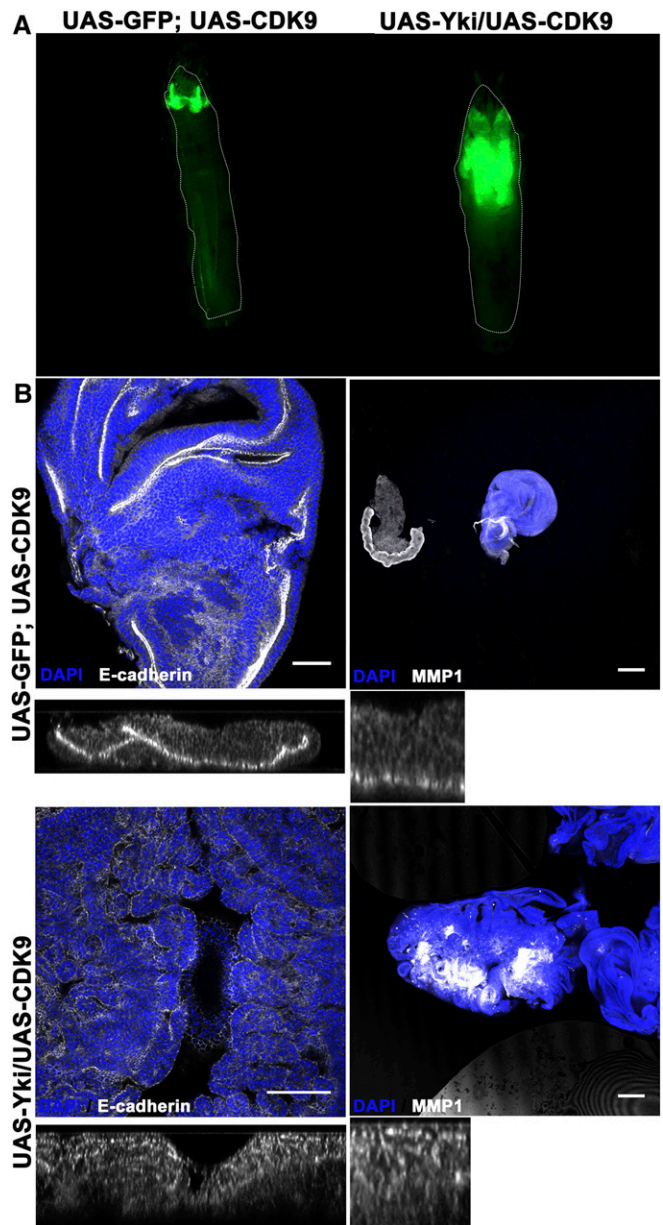 A
UAS-GFP; UAS-CDK9
UAS-Yki/UAS-CDK9
B
UAS-GFP; UAS-CDK9
DAPI E-cadherin
DAPI MMP1
UAS-Yki/UAS-CDK9
DAPI E-cadherin
DAPI MMP1